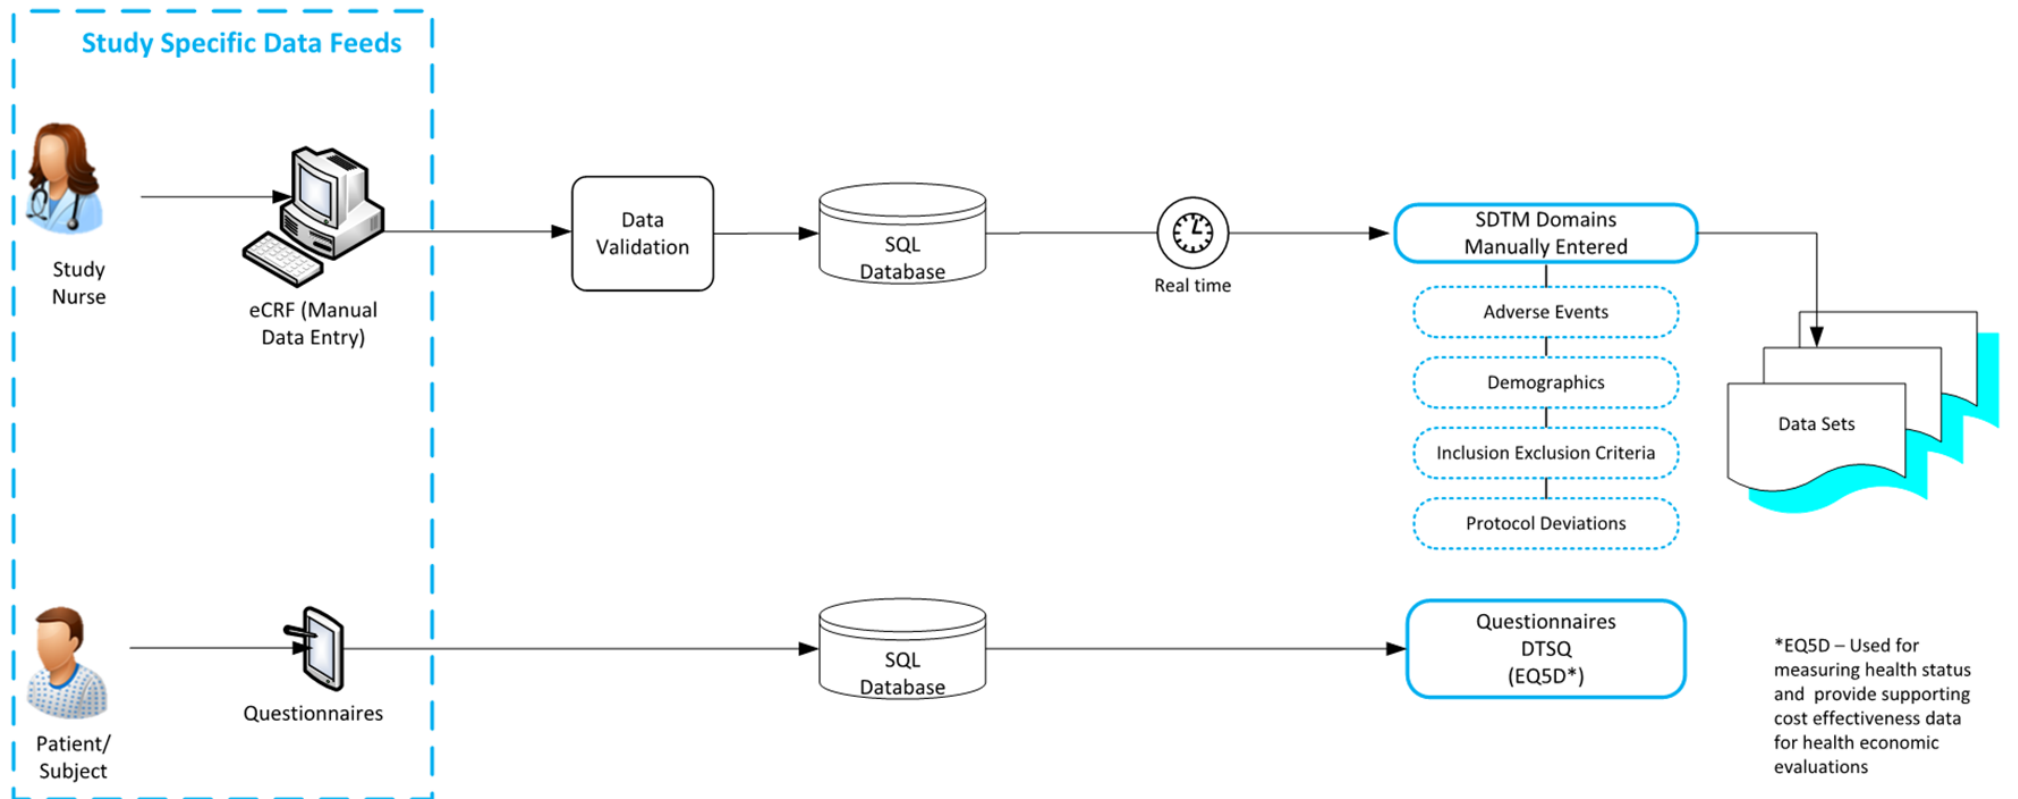 Study Specific Data Feeds
Study
Nurse
eCRF (Manual
Data Entry)
Data
Validation
SQL
Database
Real time
SDTM Domains
Manually Entered
Adverse Events
Demographics
Inclusion Exclusion Criteria
Protocol Deviations
Data Sets
Patient/
Subject
Questionnaires
SQL
Database
Questionnaires
DTSQ
(EQ5D*)
*EQ5D – Used for
measuring health status
and provide supporting
cost effectiveness data
for health economic
evaluations